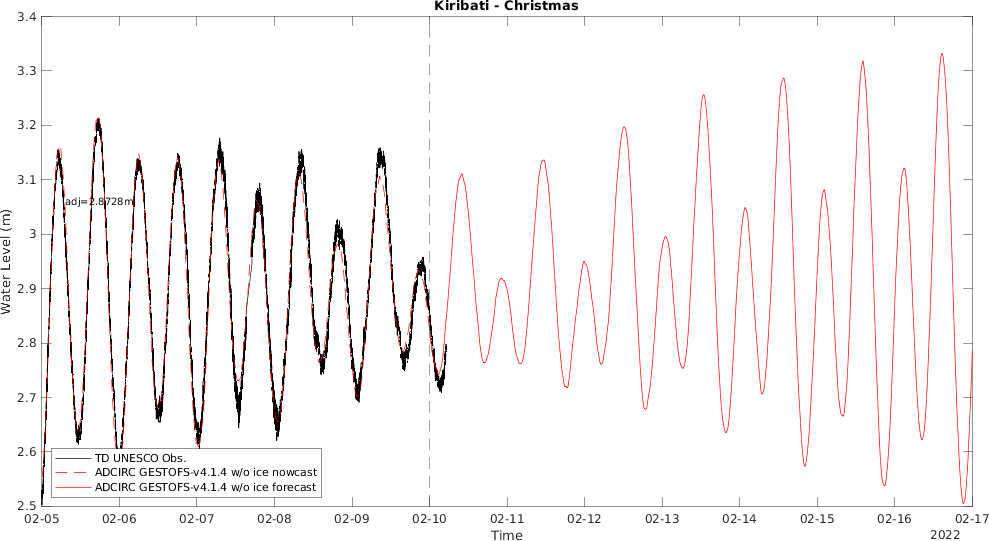 Kiribati - Christmas
3.4
3.3
3.2
3.1
3
2.9
2.8
2.7
2.6
2.5
Water Level (m)
adj=2.8728m
TD UNESCO Obs.
ADCIRC GESTOFS-v4.1.4 w/o ice nowcast
ADCIRC GESTOFS-v4.1.4 w/o ice forecast
02-05 02-06 02-07 02-08 02-09 02-10 02-11 02-12 02-13 02-14 02-15 02-16 02-17
Time
2022